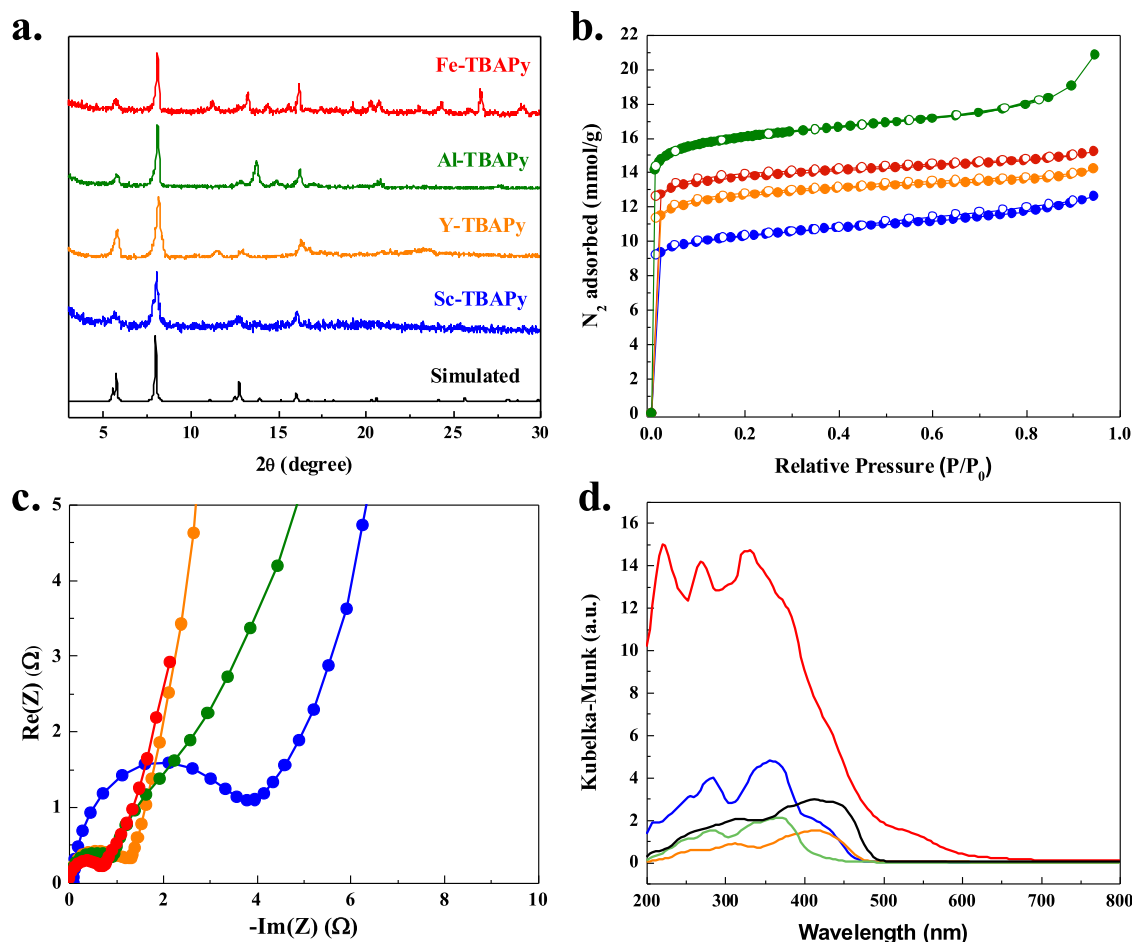 a.
Fe-TBAPy
Al-TBAPy
Y-TBAPy
Sc-TBAPy
Simulated
5 10 15 20 25 30
2θ (degree)
b.
22
20
18
16
14
12
10
8
6
4
2
0
0.0 0.2 0.4 0.6 0.8 1.0
N₂ adsorbed (mmol/g)
Relative Pressure (P/P₀)
c.
5
4
3
2
1
0
0 2 4 6 8 10
Re(Z) (Ω)
-Im(Z) (Ω)
d.
16
14
12
10
8
6
4
2
0
200 300 400 500 600 700 800
Kubelka-Munk (a.u.)
Wavelength (nm)